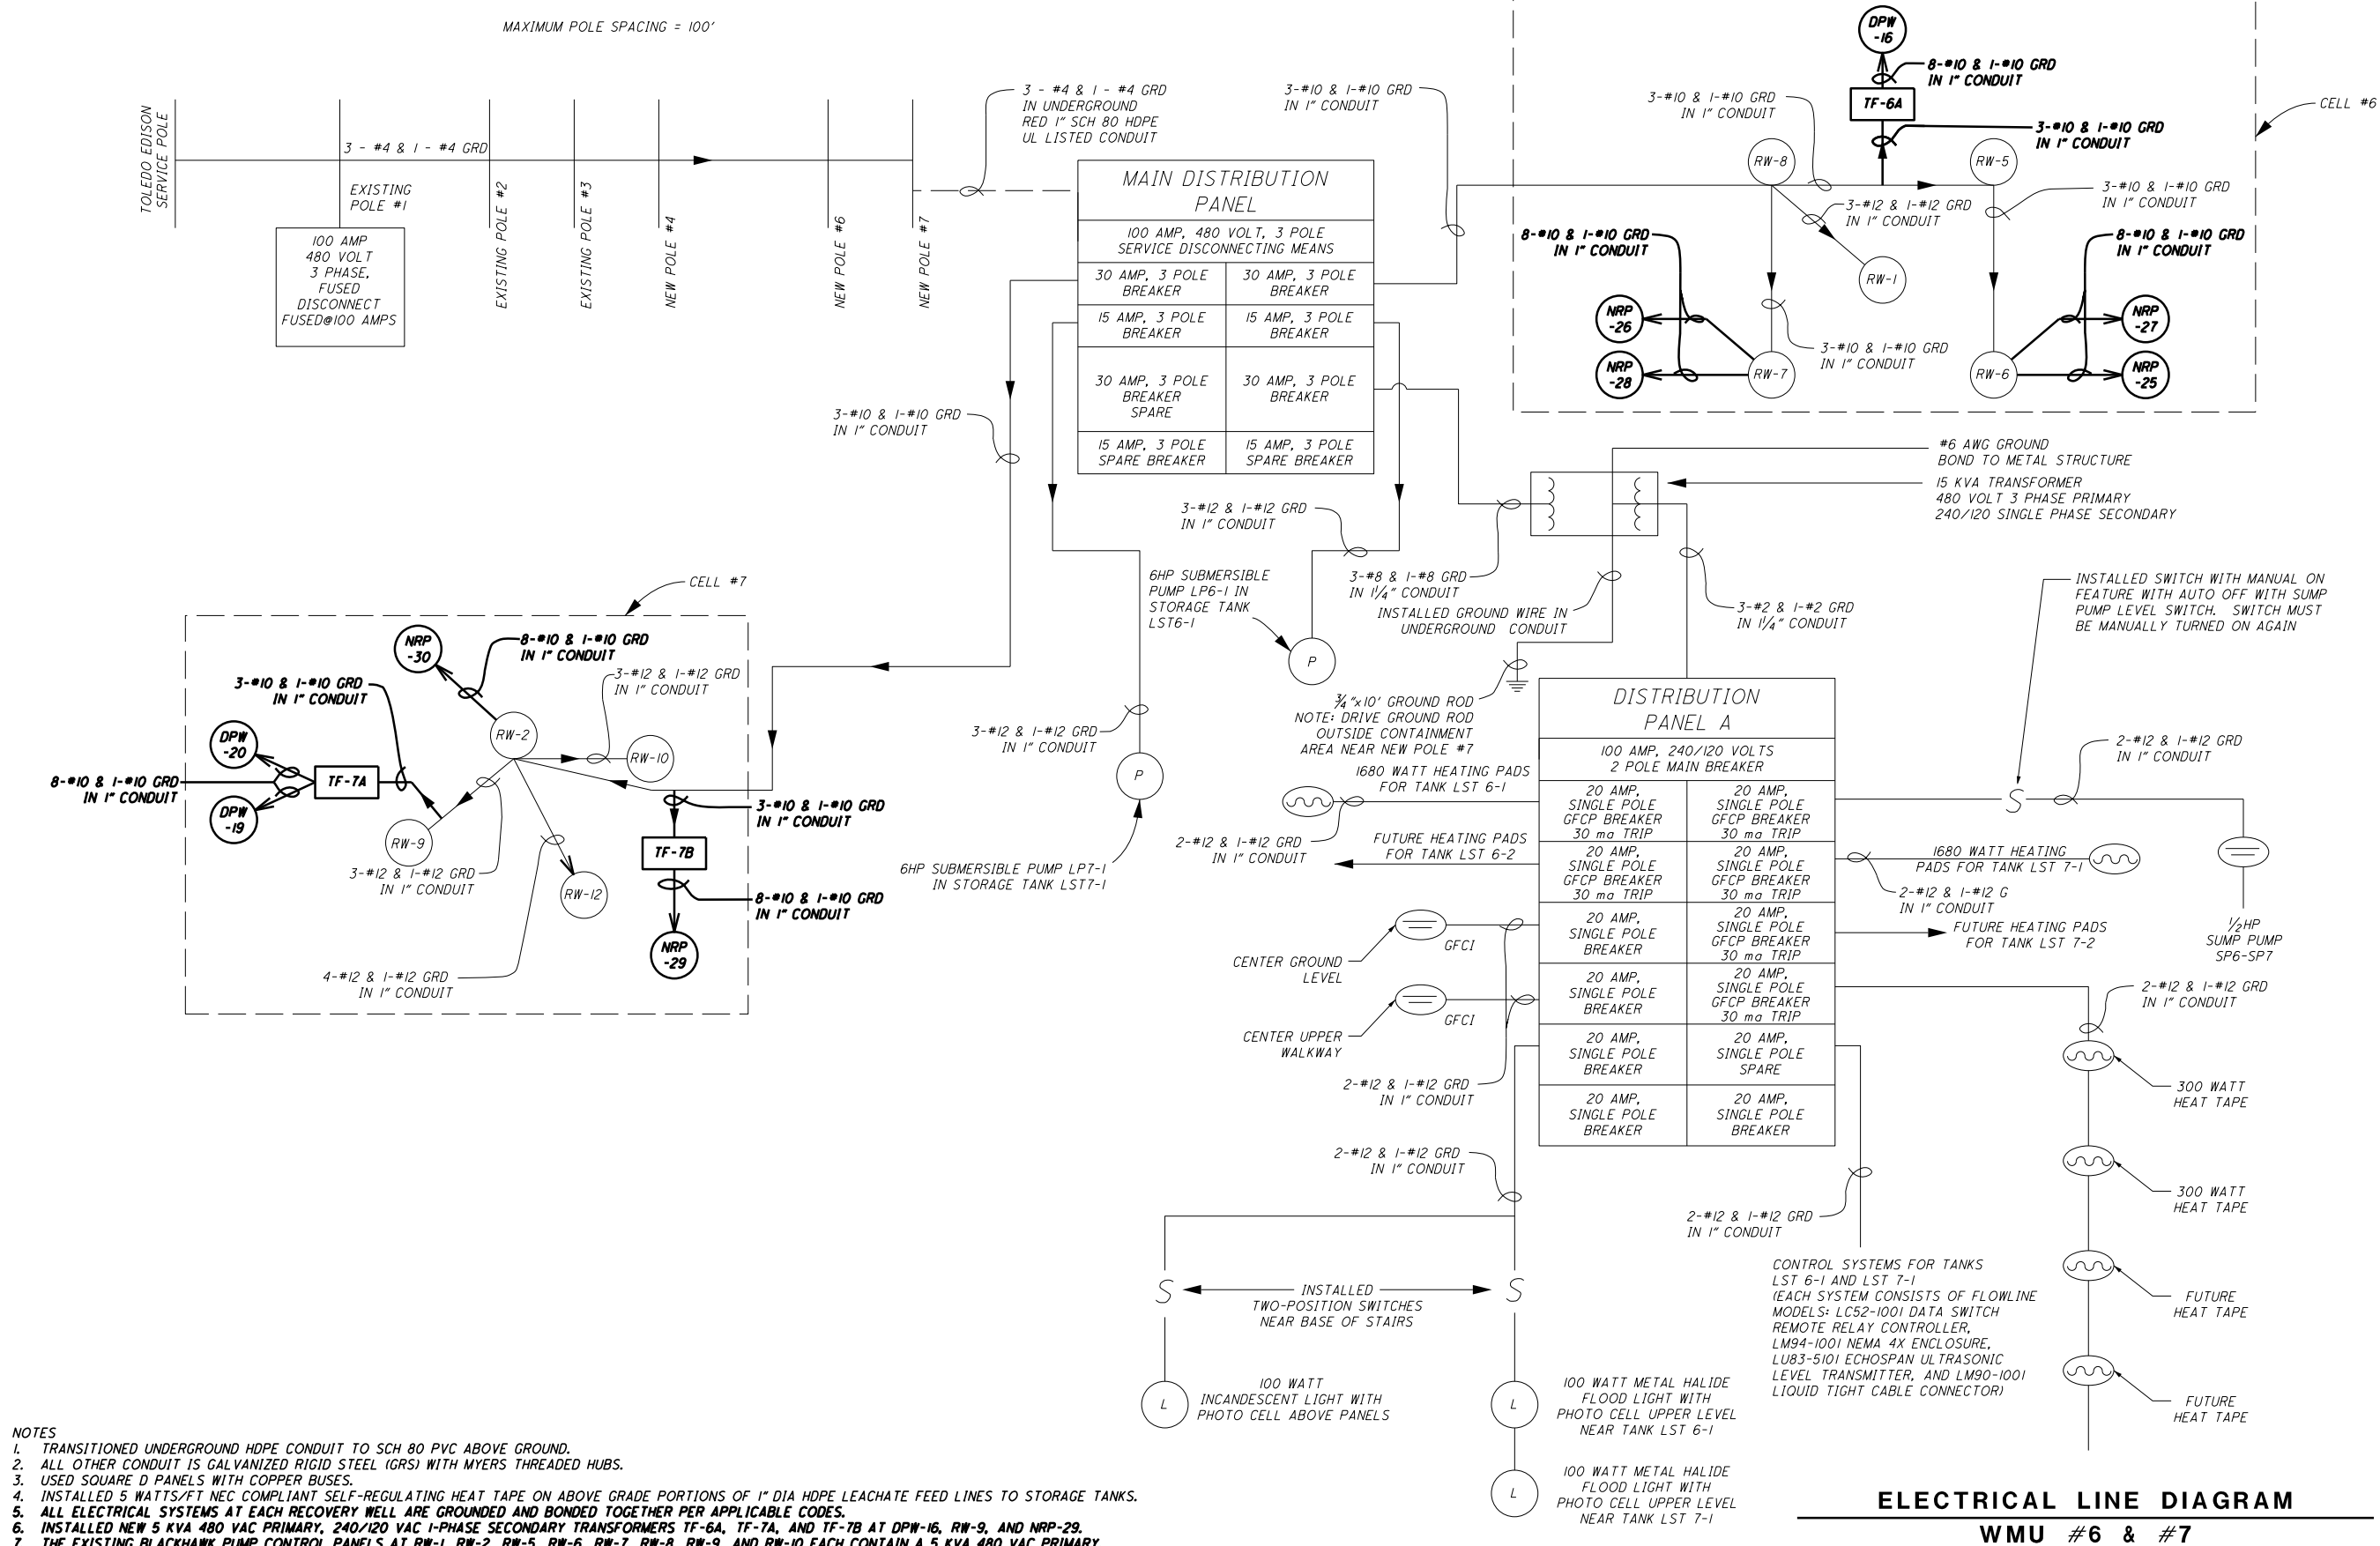 MAXIMUM POLE SPACING = 100'
TOLEDO EDISON
SERVICE POLE
3 - #4 & 1 - #4 GRD
EXISTING
POLE #1
100 AMP
480 VOLT
3 PHASE,
FUSED
DISCONNECT
FUSED@100 AMPS
EXISTING POLE #2
EXISTING POLE #3
NEW POLE #4
NEW POLE #6
NEW POLE #7
3 - #4 & 1 - #4 GRD
IN UNDERGROUND
RED 1" SCH 80 HDPE
UL LISTED CONDUIT
MAIN DISTRIBUTION
PANEL
100 AMP, 480 VOLT, 3 POLE
SERVICE DISCONNECTING MEANS
30 AMP, 3 POLE
BREAKER
30 AMP, 3 POLE
BREAKER
15 AMP, 3 POLE
BREAKER
15 AMP, 3 POLE
BREAKER
30 AMP, 3 POLE
BREAKER
SPARE
30 AMP, 3 POLE
BREAKER
15 AMP, 3 POLE
SPARE BREAKER
15 AMP, 3 POLE
SPARE BREAKER
3-#10 & 1-#10 GRD
IN 1" CONDUIT
3-#10 & 1-#10 GRD
IN 1" CONDUIT
DPW
-16
8-#10 & 1-#10 GRD
IN 1" CONDUIT
TF-6A
3-#10 & 1-#10 GRD
IN 1" CONDUIT
CELL #6
3-#10 & 1-#10 GRD
IN 1" CONDUIT
RW-8
RW-5
3-#10 & 1-#10 GRD
IN 1" CONDUIT
3-#12 & 1-#12 GRD
IN 1" CONDUIT
RW-1
8-#10 & 1-#10 GRD
IN 1" CONDUIT
8-#10 & 1-#10 GRD
IN 1" CONDUIT
NRP
-26
NRP
-27
NRP
-28
NRP
-25
RW-7
RW-6
3-#10 & 1-#10 GRD
IN 1" CONDUIT
#6 AWG GROUND
BOND TO METAL STRUCTURE
15 KVA TRANSFORMER
480 VOLT 3 PHASE PRIMARY
240/120 SINGLE PHASE SECONDARY
3-#12 & 1-#12 GRD
IN 1" CONDUIT
6HP SUBMERSIBLE
PUMP LP6-1 IN
STORAGE TANK
LST6-1
P
3-#8 & 1-#8 GRD
IN 1¼" CONDUIT
INSTALLED GROUND WIRE IN
UNDERGROUND CONDUIT
3-#2 & 1-#2 GRD
IN 1¼" CONDUIT
INSTALLED SWITCH WITH MANUAL ON
FEATURE WITH AUTO OFF WITH SUMP
PUMP LEVEL SWITCH. SWITCH MUST
BE MANUALLY TURNED ON AGAIN
¾"x10' GROUND ROD
NOTE: DRIVE GROUND ROD
OUTSIDE CONTAINMENT
AREA NEAR NEW POLE #7
CELL #7
NRP
-30
8-#10 & 1-#10 GRD
IN 1" CONDUIT
3-#12 & 1-#12 GRD
IN 1" CONDUIT
3-#10 & 1-#10 GRD
IN 1" CONDUIT
DPW
-20
DPW
-19
8-#10 & 1-#10 GRD
IN 1" CONDUIT
TF-7A
RW-2
RW-10
RW-9
RW-12
3-#12 & 1-#12 GRD
IN 1" CONDUIT
4-#12 & 1-#12 GRD
IN 1" CONDUIT
3-#10 & 1-#10 GRD
IN 1" CONDUIT
TF-7B
8-#10 & 1-#10 GRD
IN 1" CONDUIT
NRP
-29
3-#12 & 1-#12 GRD
IN 1" CONDUIT
P
6HP SUBMERSIBLE PUMP LP7-1
IN STORAGE TANK LST7-1
DISTRIBUTION
PANEL A
100 AMP, 240/120 VOLTS
2 POLE MAIN BREAKER
20 AMP,
SINGLE POLE
GFCP BREAKER
30 ma TRIP
20 AMP,
SINGLE POLE
GFCP BREAKER
30 ma TRIP
20 AMP,
SINGLE POLE
GFCP BREAKER
30 ma TRIP
20 AMP,
SINGLE POLE
GFCP BREAKER
30 ma TRIP
20 AMP,
SINGLE POLE
BREAKER
20 AMP,
SINGLE POLE
GFCP BREAKER
30 ma TRIP
20 AMP,
SINGLE POLE
BREAKER
20 AMP,
SINGLE POLE
GFCP BREAKER
30 ma TRIP
20 AMP,
SINGLE POLE
BREAKER
20 AMP,
SINGLE POLE
SPARE
20 AMP,
SINGLE POLE
BREAKER
20 AMP,
SINGLE POLE
BREAKER
1680 WATT HEATING PADS
FOR TANK LST 6-1
2-#12 & 1-#12 GRD
IN 1" CONDUIT
FUTURE HEATING PADS
FOR TANK LST 6-2
CENTER GROUND
LEVEL
GFCI
CENTER UPPER
WALKWAY
GFCI
2-#12 & 1-#12 GRD
IN 1" CONDUIT
2-#12 & 1-#12 GRD
IN 1" CONDUIT
S
2-#12 & 1-#12 GRD
IN 1" CONDUIT
1680 WATT HEATING
PADS FOR TANK LST 7-1
2-#12 & 1-#12 G
IN 1" CONDUIT
FUTURE HEATING PADS
FOR TANK LST 7-2
½HP
SUMP PUMP
SP6-SP7
2-#12 & 1-#12 GRD
IN 1" CONDUIT
300 WATT
HEAT TAPE
300 WATT
HEAT TAPE
FUTURE
HEAT TAPE
FUTURE
HEAT TAPE
2-#12 & 1-#12 GRD
IN 1" CONDUIT
CONTROL SYSTEMS FOR TANKS
LST 6-1 AND LST 7-1
(EACH SYSTEM CONSISTS OF FLOWLINE
MODELS: LC52-1001 DATA SWITCH
REMOTE RELAY CONTROLLER,
LM94-1001 NEMA 4X ENCLOSURE,
LU83-5101 ECHOSPAN ULTRASONIC
LEVEL TRANSMITTER, AND LM90-1001
LIQUID TIGHT CABLE CONNECTOR)
S
INSTALLED
TWO-POSITION SWITCHES
NEAR BASE OF STAIRS
S
L
100 WATT
INCANDESCENT LIGHT WITH
PHOTO CELL ABOVE PANELS
L
100 WATT METAL HALIDE
FLOOD LIGHT WITH
PHOTO CELL UPPER LEVEL
NEAR TANK LST 6-1
L
100 WATT METAL HALIDE
FLOOD LIGHT WITH
PHOTO CELL UPPER LEVEL
NEAR TANK LST 7-1
NOTES
1. TRANSITIONED UNDERGROUND HDPE CONDUIT TO SCH 80 PVC ABOVE GROUND.
2. ALL OTHER CONDUIT IS GALVANIZED RIGID STEEL (GRS) WITH MYERS THREADED HUBS.
3. USED SQUARE D PANELS WITH COPPER BUSES.
4. INSTALLED 5 WATTS/FT NEC COMPLIANT SELF-REGULATING HEAT TAPE ON ABOVE GRADE PORTIONS OF 1" DIA HDPE LEACHATE FEED LINES TO STORAGE TANKS.
5. ALL ELECTRICAL SYSTEMS AT EACH RECOVERY WELL ARE GROUNDED AND BONDED TOGETHER PER APPLICABLE CODES.
6. INSTALLED NEW 5 KVA 480 VAC PRIMARY, 240/120 VAC 1-PHASE SECONDARY TRANSFORMERS TF-6A, TF-7A, AND TF-7B AT DPW-16, RW-9, AND NRP-29.
7. THE EXISTING BLACKHAWK PUMP CONTROL PANELS AT RW-1, RW-2, RW-5, RW-6, RW-7, RW-8, RW-9, AND RW-10 EACH CONTAIN A 5 KVA 480 VAC PRIMARY,
ELECTRICAL LINE DIAGRAM
WMU #6 & #7